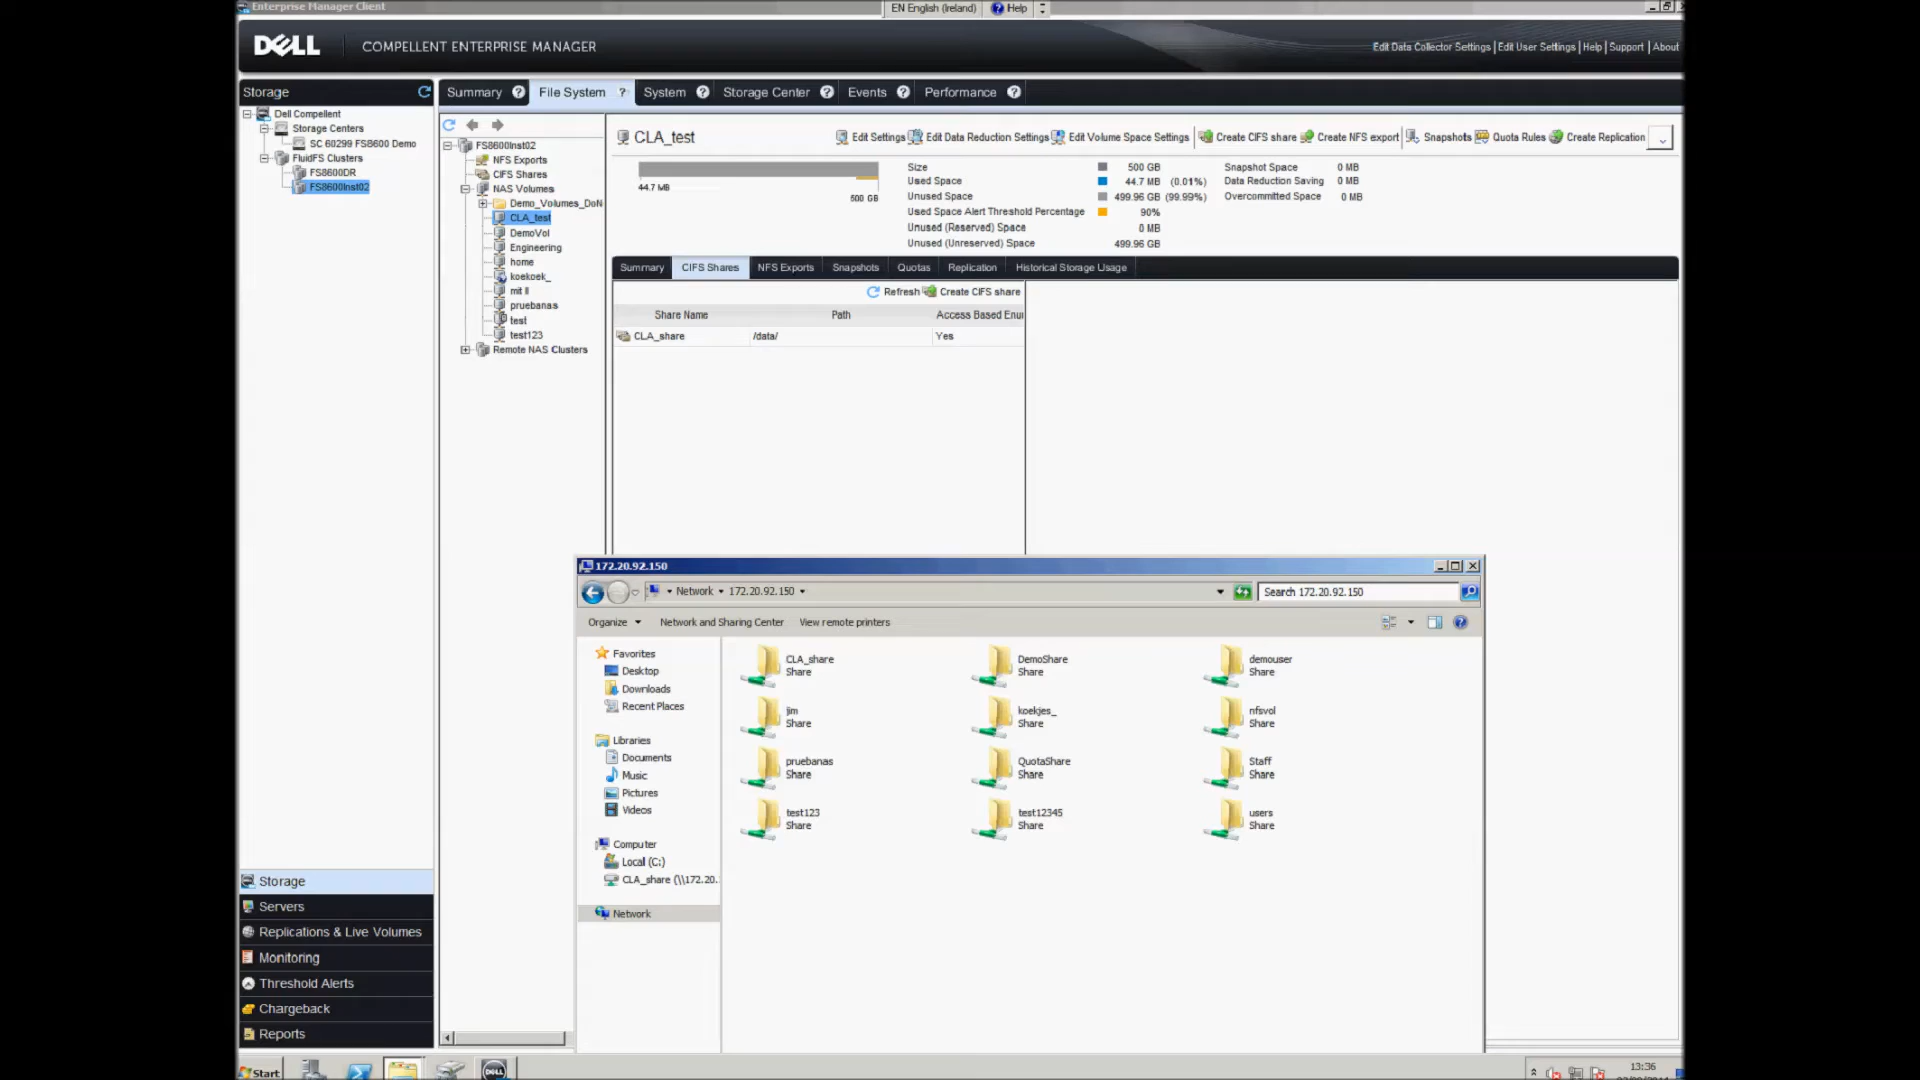 Enterprise Manager Client
EN English (Ireland)
Help
DELL
COMPELLENT ENTERPRISE MANAGER
Edit Data Collector Settings | Edit User Settings | Help | Support | About
Storage
Dell Compellent
Storage Centers
SC 60299 FS8600 Demo
FluidFS Clusters
FS8600DR
FS8600Inst02
Summary ? File System ? System ? Storage Center ? Events ? Performance ?
FS8600Inst02
NFS Exports
CIFS Shares
NAS Volumes
Demo_Volumes_DoN
CLA_test
DemoVol
Engineering
home
koekoek_
mit II
pruebanas
test
test123
Remote NAS Clusters
CLA_test
Edit Settings Edit Data Reduction Settings Edit Volume Space Settings Create CIFS share Create NFS export Snapshots Quota Rules Create Replication
44.7 MB
500 GB
Size 500 GB
Used Space 44.7 MB (0.01%)
Unused Space 499.96 GB (99.99%)
Used Space Alert Threshold Percentage 90%
Unused (Reserved) Space 0 MB
Unused (Unreserved) Space 499.96 GB
Snapshot Space 0 MB
Data Reduction Saving 0 MB
Overcommitted Space 0 MB
Summary CIFS Shares NFS Exports Snapshots Quotas Replication Historical Storage Usage
Refresh Create CIFS share
Share Name Path Access Based Enu
CLA_share /data/ Yes
172.20.92.150
Network 172.20.92.150
Search 172.20.92.150
Organize Network and Sharing Center View remote printers
Favorites
Desktop
Downloads
Recent Places
Libraries
Documents
Music
Pictures
Videos
Computer
Local (C:)
CLA_share (\\172.20.
Network
CLA_share
Share
DemoShare
Share
demouser
Share
jim
Share
koekjes_
Share
nfsvol
Share
pruebanas
Share
QuotaShare
Share
Staff
Share
test123
Share
test12345
Share
users
Share
Storage
Servers
Replications & Live Volumes
Monitoring
Threshold Alerts
Chargeback
Reports
Start
DELL
13:36